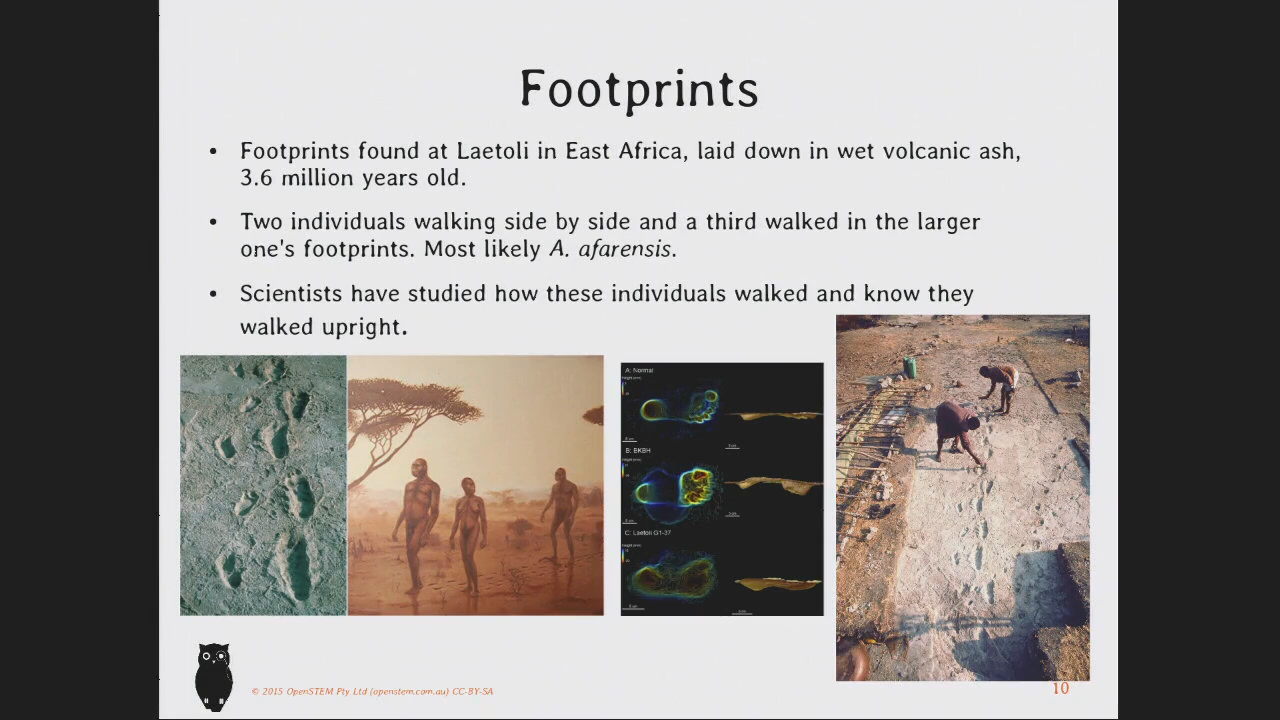 Footprints
• Footprints found at Laetoli in East Africa, laid down in wet volcanic ash,
3.6 million years old.
• Two individuals walking side by side and a third walked in the larger
one's footprints. Most likely A. afarensis.
• Scientists have studied how these individuals walked and know they
walked upright.
A: Normal
B: BKBH
C: Laetoli G1-37
© 2015 OpenSTEM Pty Ltd (openstem.com.au) CC-BY-SA
10